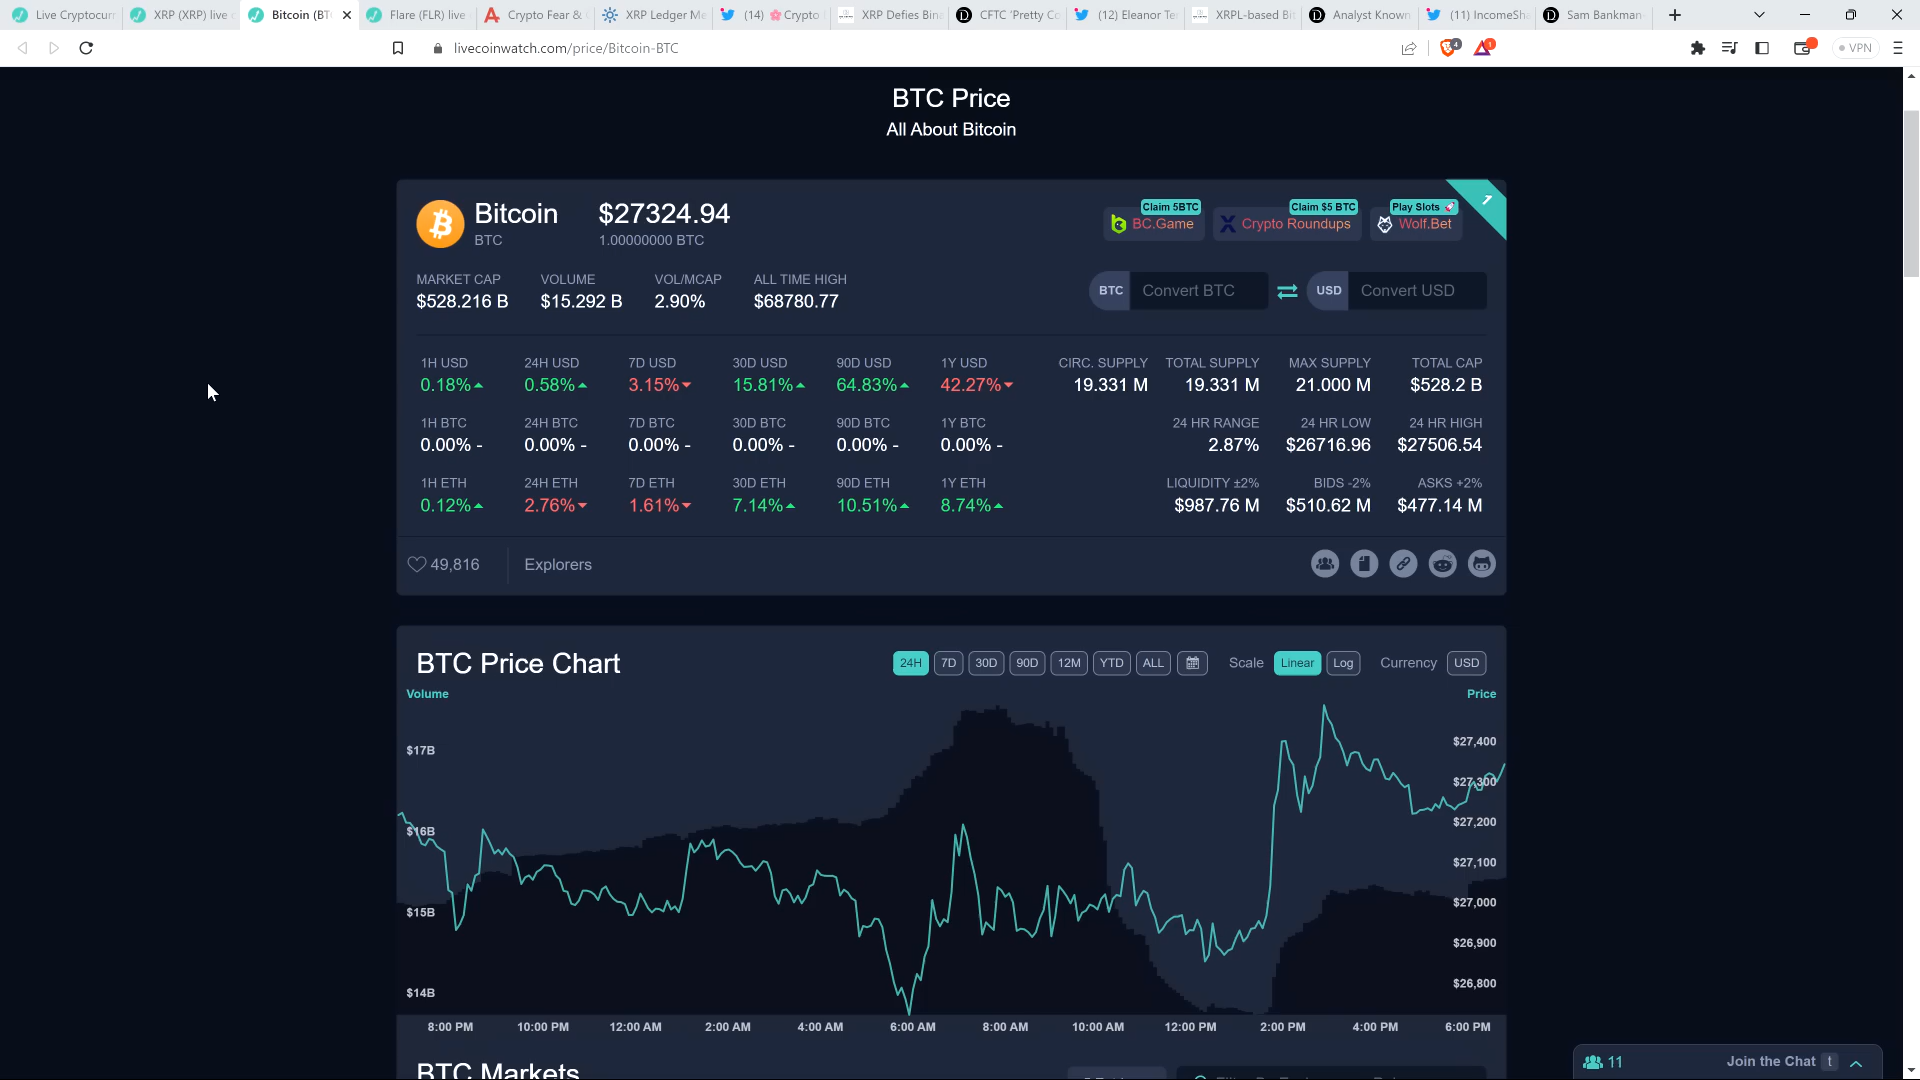 Live Cryptocurr
XRP (XRP) live c
Bitcoin (BT
Flare (FLR) live
Crypto Fear &
XRP Ledger Me
(14) 🌸 Crypto
XRP Defies Bina
CFTC 'Pretty Co
(12) Eleanor Te
XRPL-based Bi
Analyst Known
(11) IncomeSha
Sam Bankman
livecoinwatch.com/price/Bitcoin-BTC
4
1
VPN
BTC Price
All About Bitcoin
Bitcoin
BTC
$27324.94
1.00000000 BTC
Claim 5BTC
BC.Game
Claim $5 BTC
Crypto Roundups
Play Slots 🚀
Wolf.Bet
1
MARKET CAP VOLUME VOL/MCAP ALL TIME HIGH
$528.216 B $15.292 B 2.90% $68780.77
BTC Convert BTC USD Convert USD
1H USD 24H USD 7D USD 30D USD 90D USD 1Y USD CIRC. SUPPLY TOTAL SUPPLY MAX SUPPLY TOTAL CAP
0.18% 0.58% 3.15% 15.81% 64.83% 42.27% 19.331 M 19.331 M 21.000 M $528.2 B
1H BTC 24H BTC 7D BTC 30D BTC 90D BTC 1Y BTC 24 HR RANGE 24 HR LOW 24 HR HIGH
0.00% - 0.00% - 0.00% - 0.00% - 0.00% - 0.00% - 2.87% $26716.96 $27506.54
1H ETH 24H ETH 7D ETH 30D ETH 90D ETH 1Y ETH LIQUIDITY ±2% BIDS -2% ASKS +2%
0.12% 2.76% 1.61% 7.14% 10.51% 8.74% $987.76 M $510.62 M $477.14 M
49,816 Explorers
BTC Price Chart
24H 7D 30D 90D 12M YTD ALL Scale Linear Log Currency USD
Volume Price
$17B
$16B
$15B
$14B
$27,400
$27,300
$27,200
$27,100
$27,000
$26,900
$26,800
8:00 PM 10:00 PM 12:00 AM 2:00 AM 4:00 AM 6:00 AM 8:00 AM 10:00 AM 12:00 PM 2:00 PM 4:00 PM 6:00 PM
BTC Markets
11 Join the Chat t